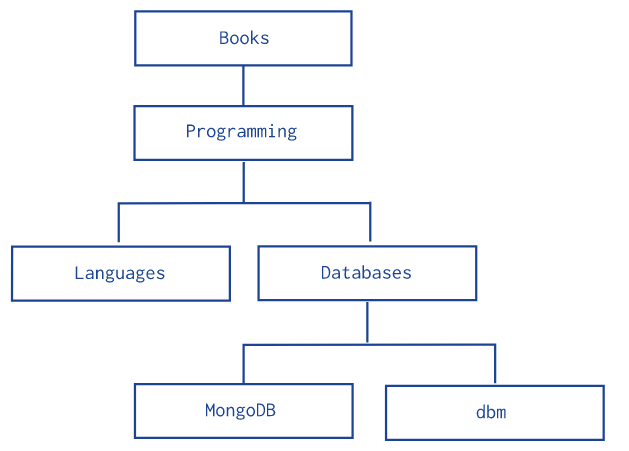 Books
Programming
Languages
Databases
MongoDB
dbm